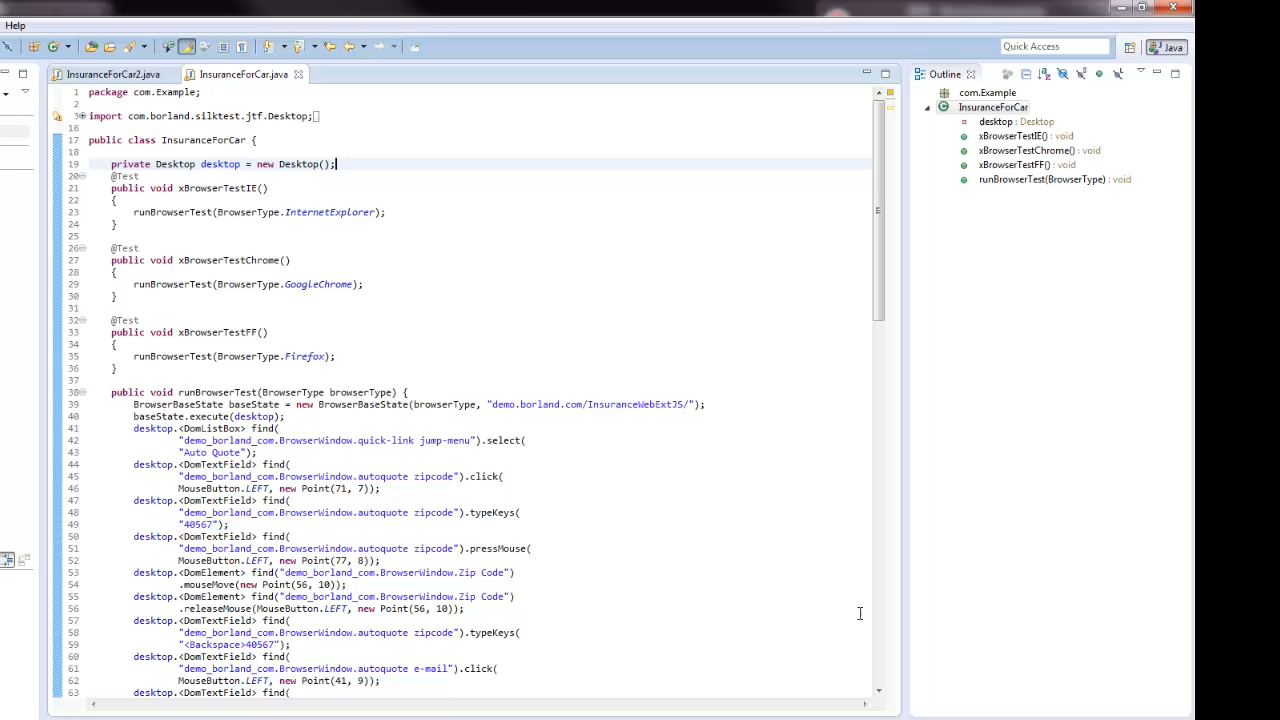 Help
Quick Access
Java
InsuranceForCar2.java
InsuranceForCar.java
1 package com.Example;
2
3 import com.borland.silktest.jtf.Desktop;
16
17 public class InsuranceForCar {
18
19 private Desktop desktop = new Desktop();
20 @Test
21 public void xBrowserTestIE()
22 {
23 runBrowserTest(BrowserType.InternetExplorer);
24 }
25
26 @Test
27 public void xBrowserTestChrome()
28 {
29 runBrowserTest(BrowserType.GoogleChrome);
30 }
31
32 @Test
33 public void xBrowserTestFF()
34 {
35 runBrowserTest(BrowserType.Firefox);
36 }
37
38 public void runBrowserTest(BrowserType browserType) {
39 BrowserBaseState baseState = new BrowserBaseState(browserType, "demo.borland.com/InsuranceWebExtJS/");
40 baseState.execute(desktop);
41 desktop.<DomListBox> find(
42 "demo_borland_com.BrowserWindow.quick-link jump-menu").select(
43 "Auto Quote");
44 desktop.<DomTextField> find(
45 "demo_borland_com.BrowserWindow.autoquote zipcode").click(
46 MouseButton.LEFT, new Point(71, 7));
47 desktop.<DomTextField> find(
48 "demo_borland_com.BrowserWindow.autoquote zipcode").typeKeys(
49 "40567");
50 desktop.<DomTextField> find(
51 "demo_borland_com.BrowserWindow.autoquote zipcode").pressMouse(
52 MouseButton.LEFT, new Point(77, 8));
53 desktop.<DomElement> find("demo_borland_com.BrowserWindow.Zip Code")
54 .mouseMove(new Point(56, 10));
55 desktop.<DomElement> find("demo_borland_com.BrowserWindow.Zip Code")
56 .releaseMouse(MouseButton.LEFT, new Point(56, 10));
57 desktop.<DomTextField> find(
58 "demo_borland_com.BrowserWindow.autoquote zipcode").typeKeys(
59 "<Backspace>40567");
60 desktop.<DomTextField> find(
61 "demo_borland_com.BrowserWindow.autoquote e-mail").click(
62 MouseButton.LEFT, new Point(41, 9));
63 desktop.<DomTextField> find(
Outline
com.Example
InsuranceForCar
desktop : Desktop
xBrowserTestIE() : void
xBrowserTestChrome() : void
xBrowserTestFF() : void
runBrowserTest(BrowserType) : void